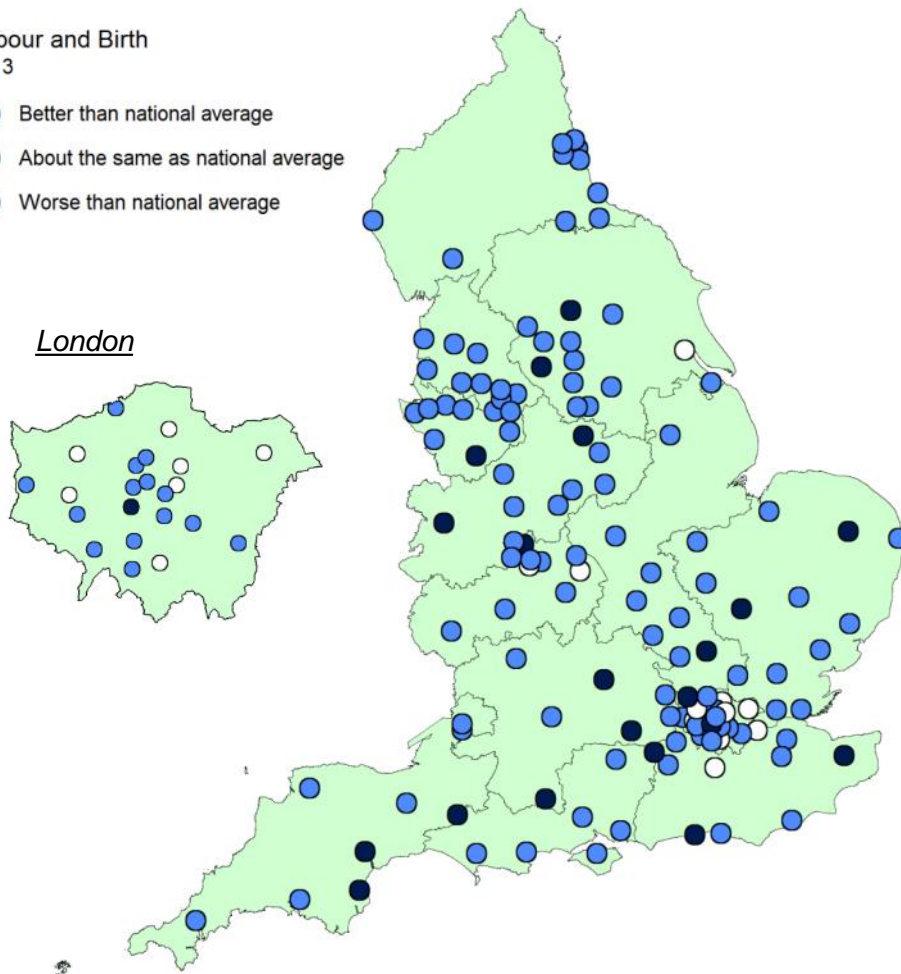 bour and Birth
3
Better than national average
About the same as national average
Worse than national average
London